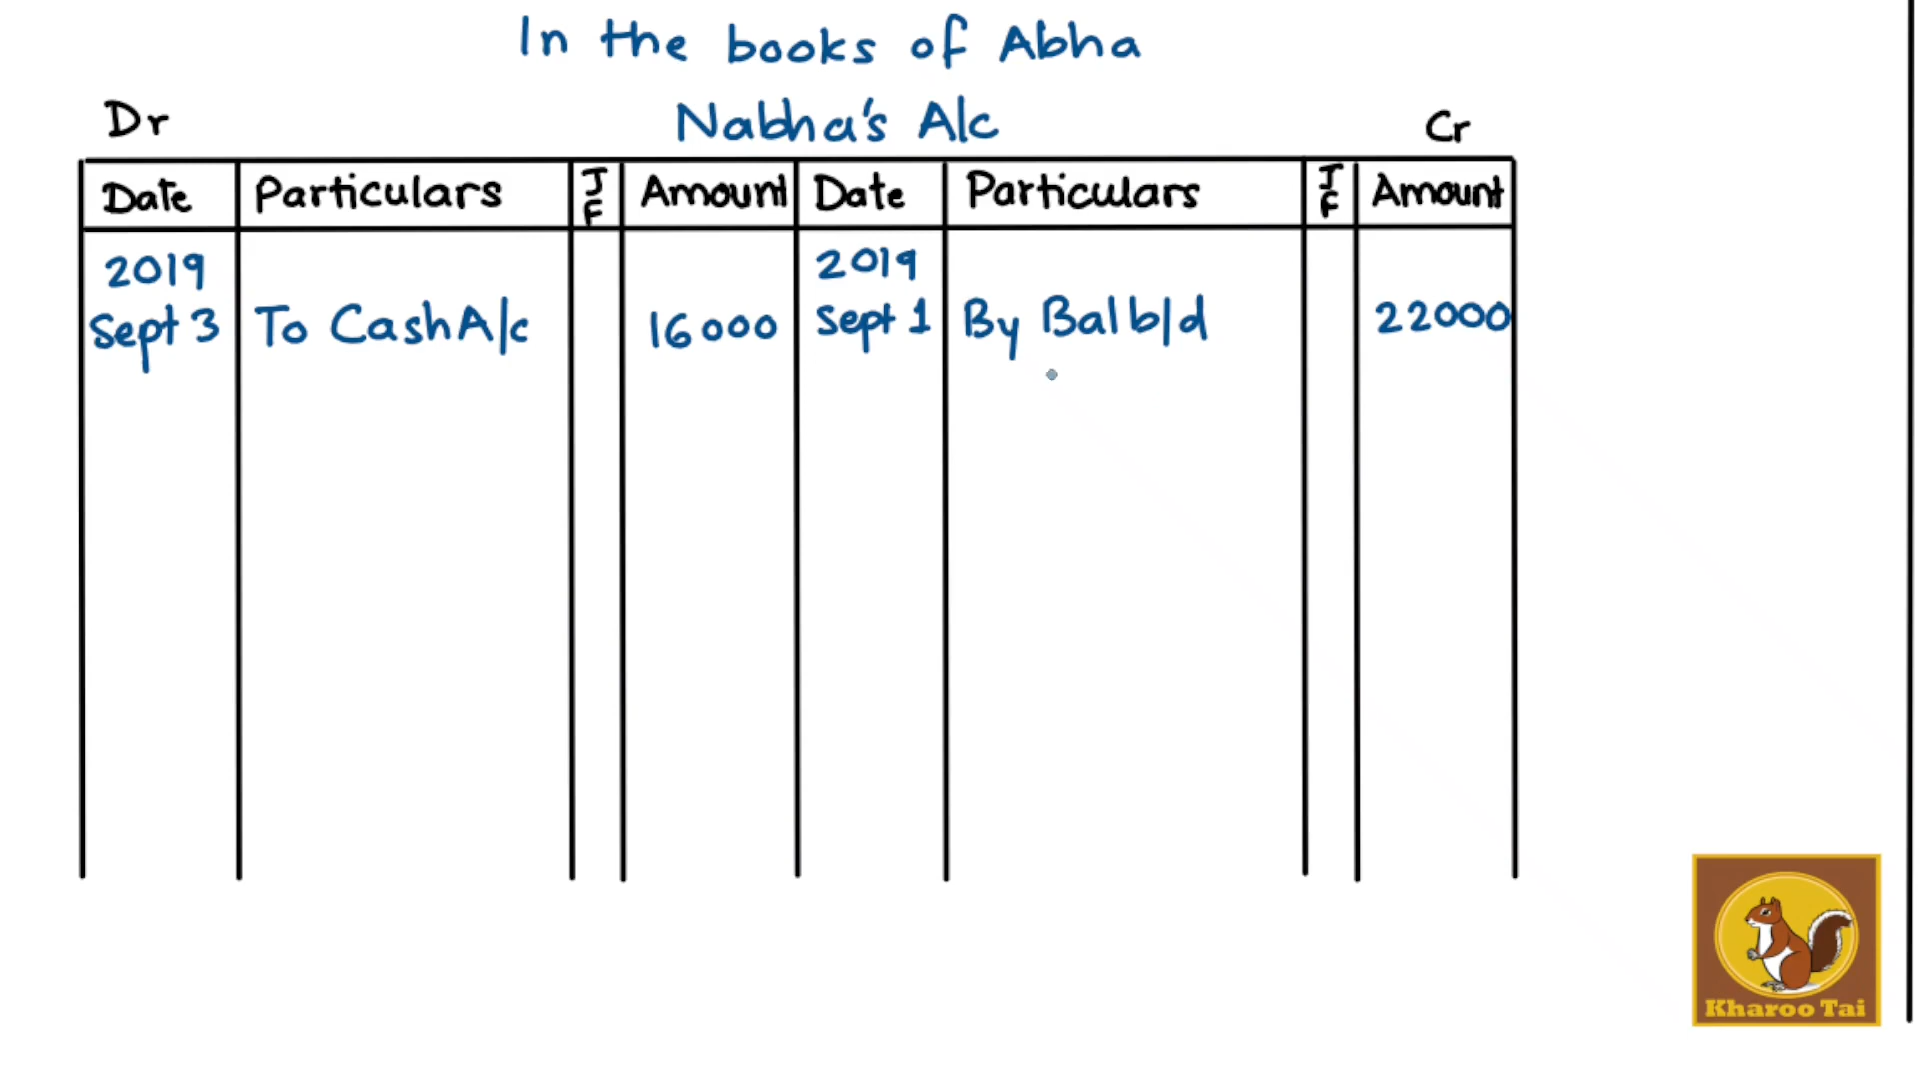 In the books of Abha
Dr Nabha's A/c Cr
Date Particulars JF Amount Date Particulars JF Amount
2019 2019
Sept 3 To Cash A/c 16000 Sept 1 By Bal b/d 22000
Kharoo Tai